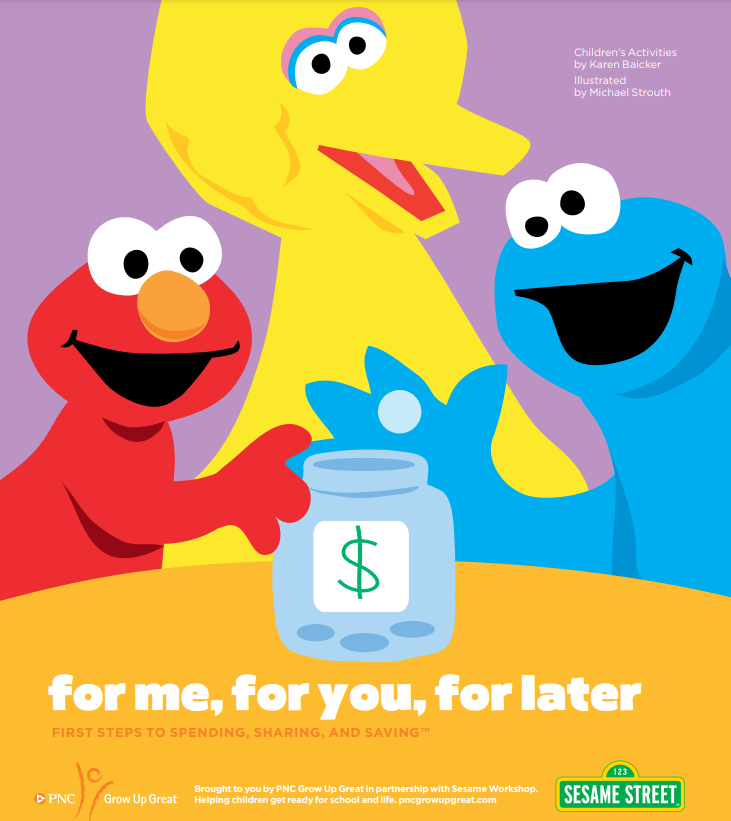 Children's Activities
by Karen Baicker
Illustrated
by Michael Strouth
$
for me, for you, for later
FIRST STEPS TO SPENDING, SHARING, AND SAVING™
PNC Grow Up Great
Brought to you by PNC Grow Up Great in partnership with Sesame Workshop.
Helping children get ready for school and life. pncgrowupgreat.com
123
SESAME STREET